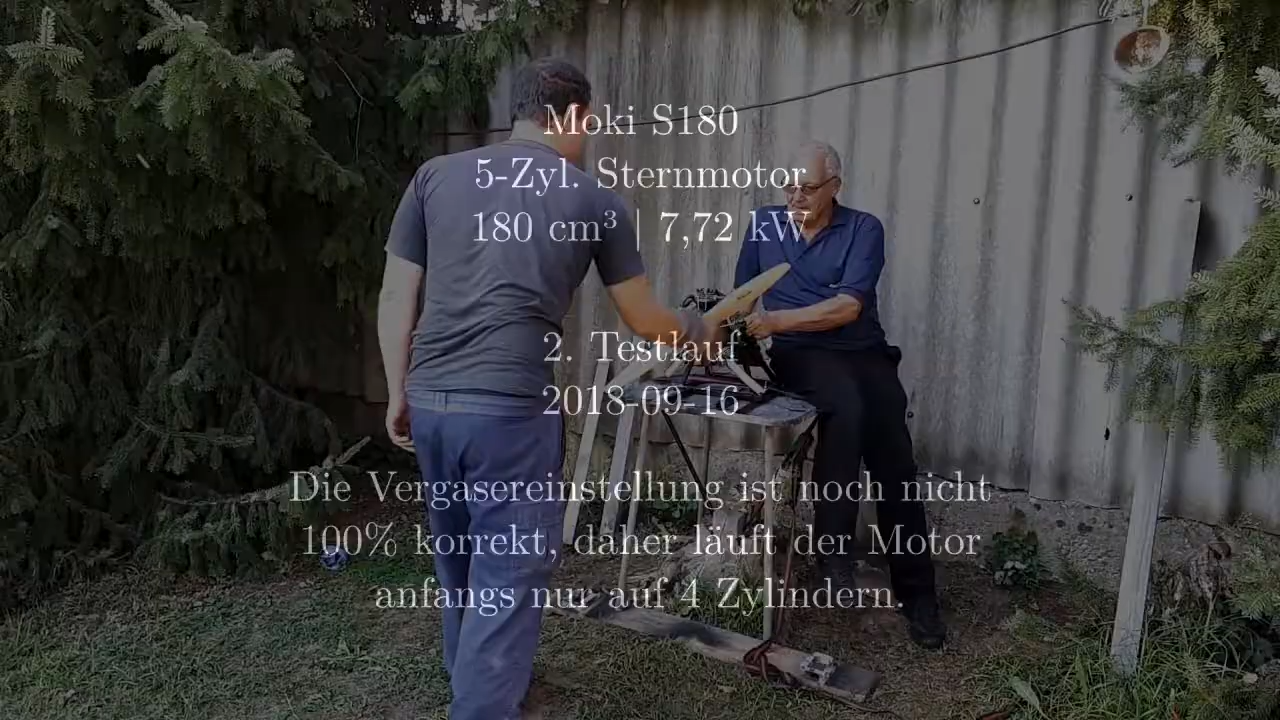 Moki S180
5-Zyl. Sternmotor
180 cm³ | 7,72 kW
2. Testlauf
2018-09-16
Die Vergasereinstellung ist noch nicht
100% korrekt, daher läuft der Motor
anfangs nur auf 4 Zylindern.